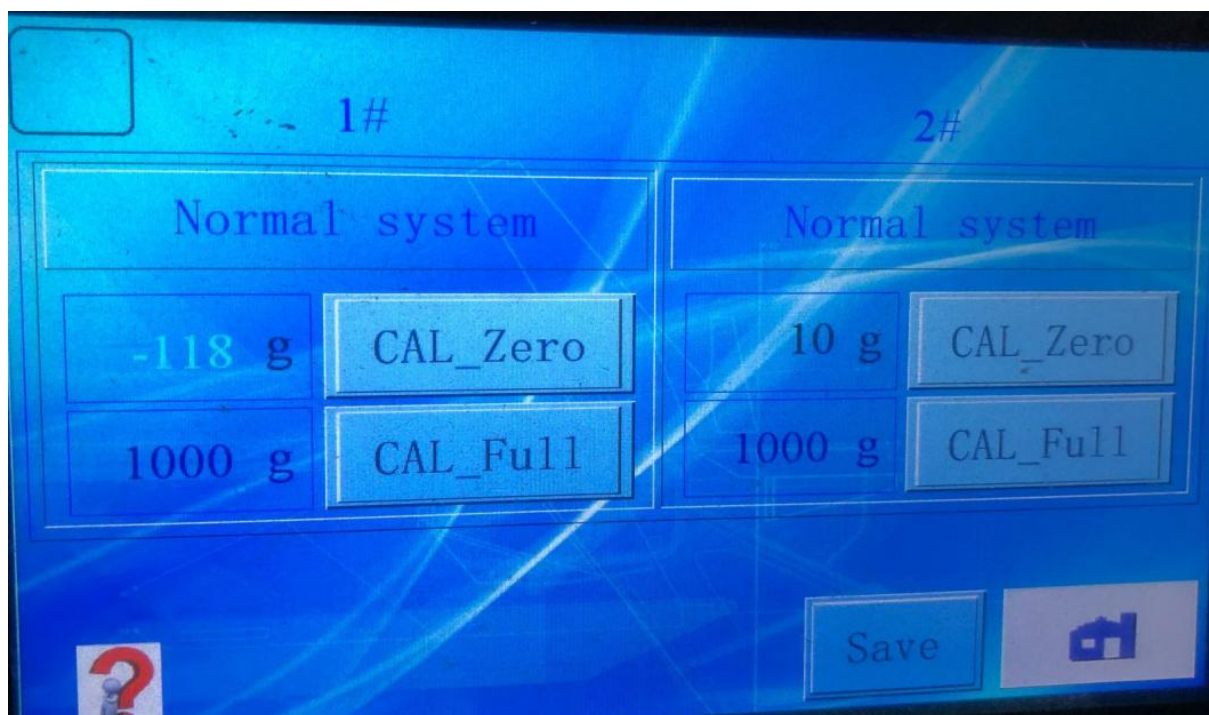 1# 2#
Normal system Normal system
-118 g CAL_Zero 10 g CAL_Zero
1000 g CAL_Full 1000 g CAL_Full
Save
?